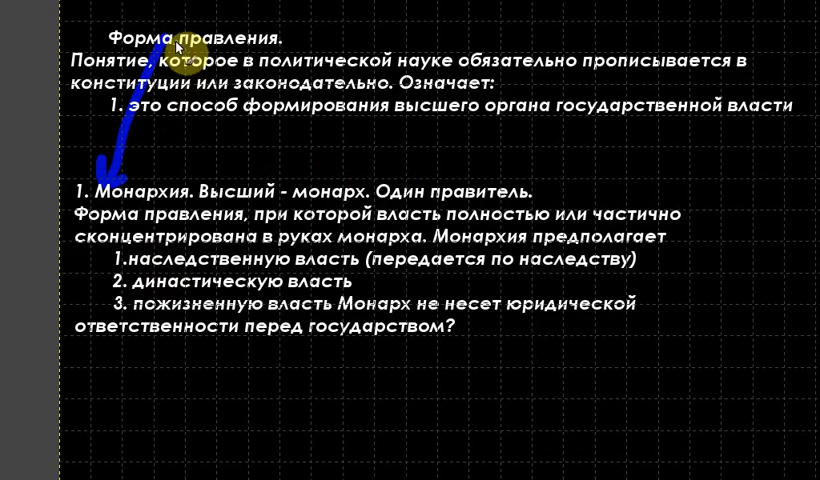 Форма правления.
Понятие, которое в политической науке обязательно прописывается в
конституции или законодательно. Означает:
1. это способ формирования высшего органа государственной власти
1. Монархия. Высший - монарх. Один правитель.
Форма правления, при которой власть полностью или частично
сконцентрирована в руках монарха. Монархия предполагает
1.наследственную власть (передается по наследству)
2. династическую власть
3. пожизненную власть Монарх не несет юридической
ответственности перед государством?